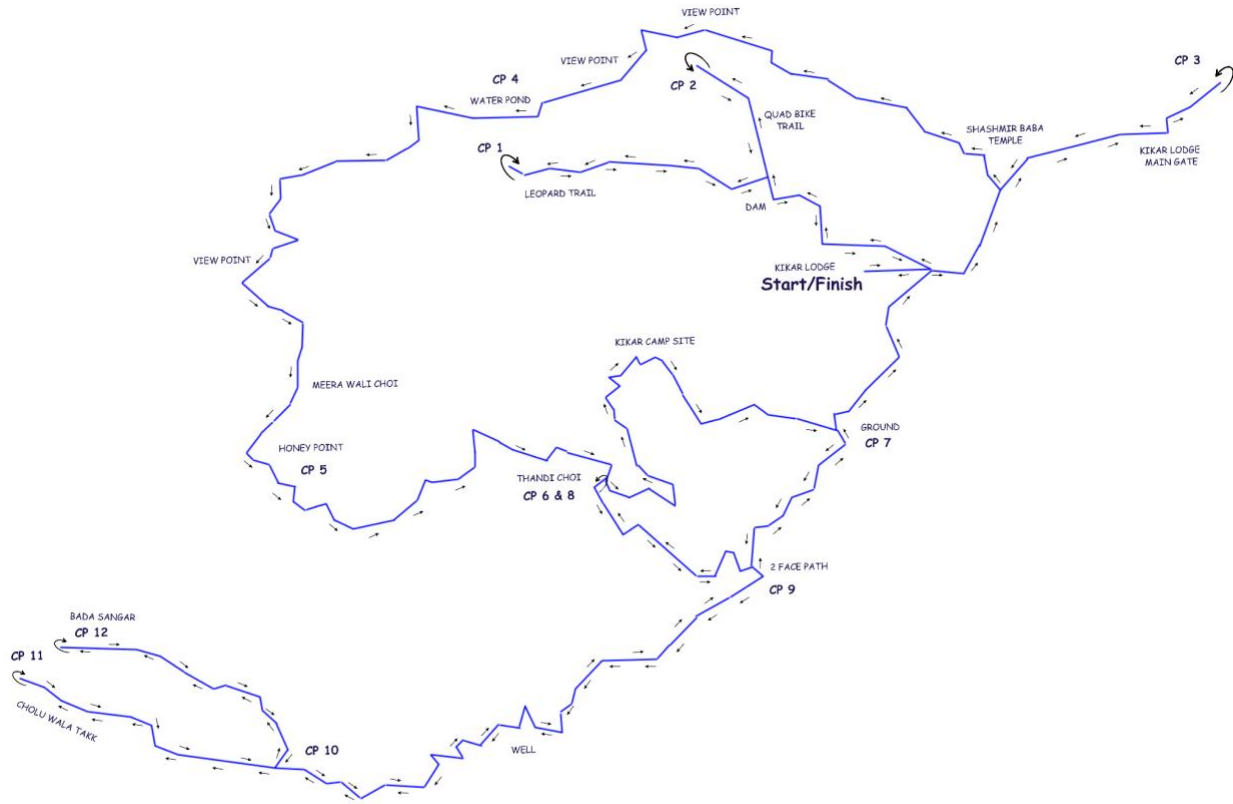 VIEW POINT
VIEW POINT
CP 4
WATER POND
CP 2
CP 3
QUAD BIKE
TRAIL
SHASHMIR BABA
TEMPLE
KIKAR LODGE
MAIN GATE
CP 1
LEOPARD TRAIL
DAM
VIEW POINT
KIKAR LODGE
Start/Finish
KIKAR CAMP SITE
MEERA WALI CHOI
GROUND
CP 7
HONEY POINT
CP 5
THANDI CHOI
CP 6 & 8
2 FACE PATH
CP 9
BADA SANGAR
CP 12
CP 11
CHOLU WALA TAKK
CP 10
WELL